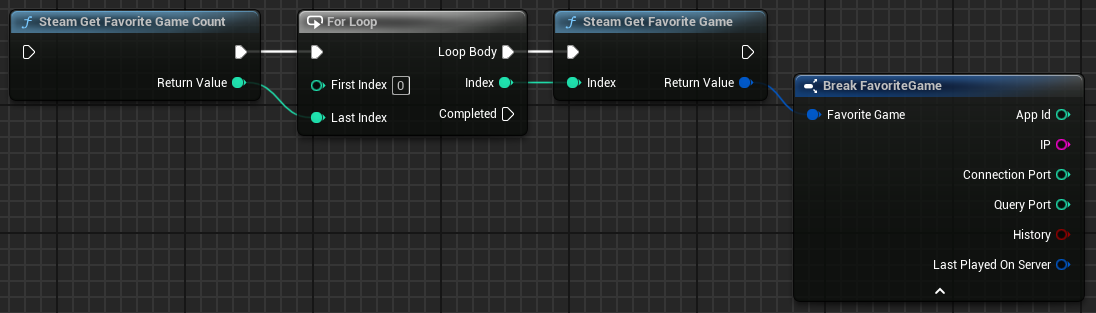 Steam Get Favorite Game Count
Return Value
For Loop
Loop Body
First Index 0
Index
Last Index
Completed
Steam Get Favorite Game
Index
Return Value
Break FavoriteGame
Favorite Game
App Id
IP
Connection Port
Query Port
History
Last Played On Server